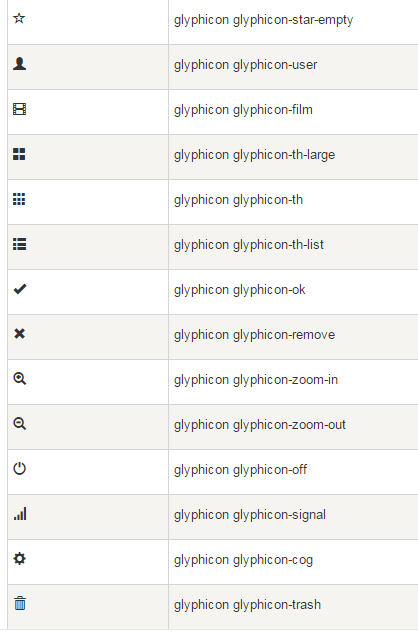 glyphicon glyphicon-star-empty
glyphicon glyphicon-user
glyphicon glyphicon-film
glyphicon glyphicon-th-large
glyphicon glyphicon-th
glyphicon glyphicon-th-list
glyphicon glyphicon-ok
glyphicon glyphicon-remove
glyphicon glyphicon-zoom-in
glyphicon glyphicon-zoom-out
glyphicon glyphicon-off
glyphicon glyphicon-signal
glyphicon glyphicon-cog
glyphicon glyphicon-trash